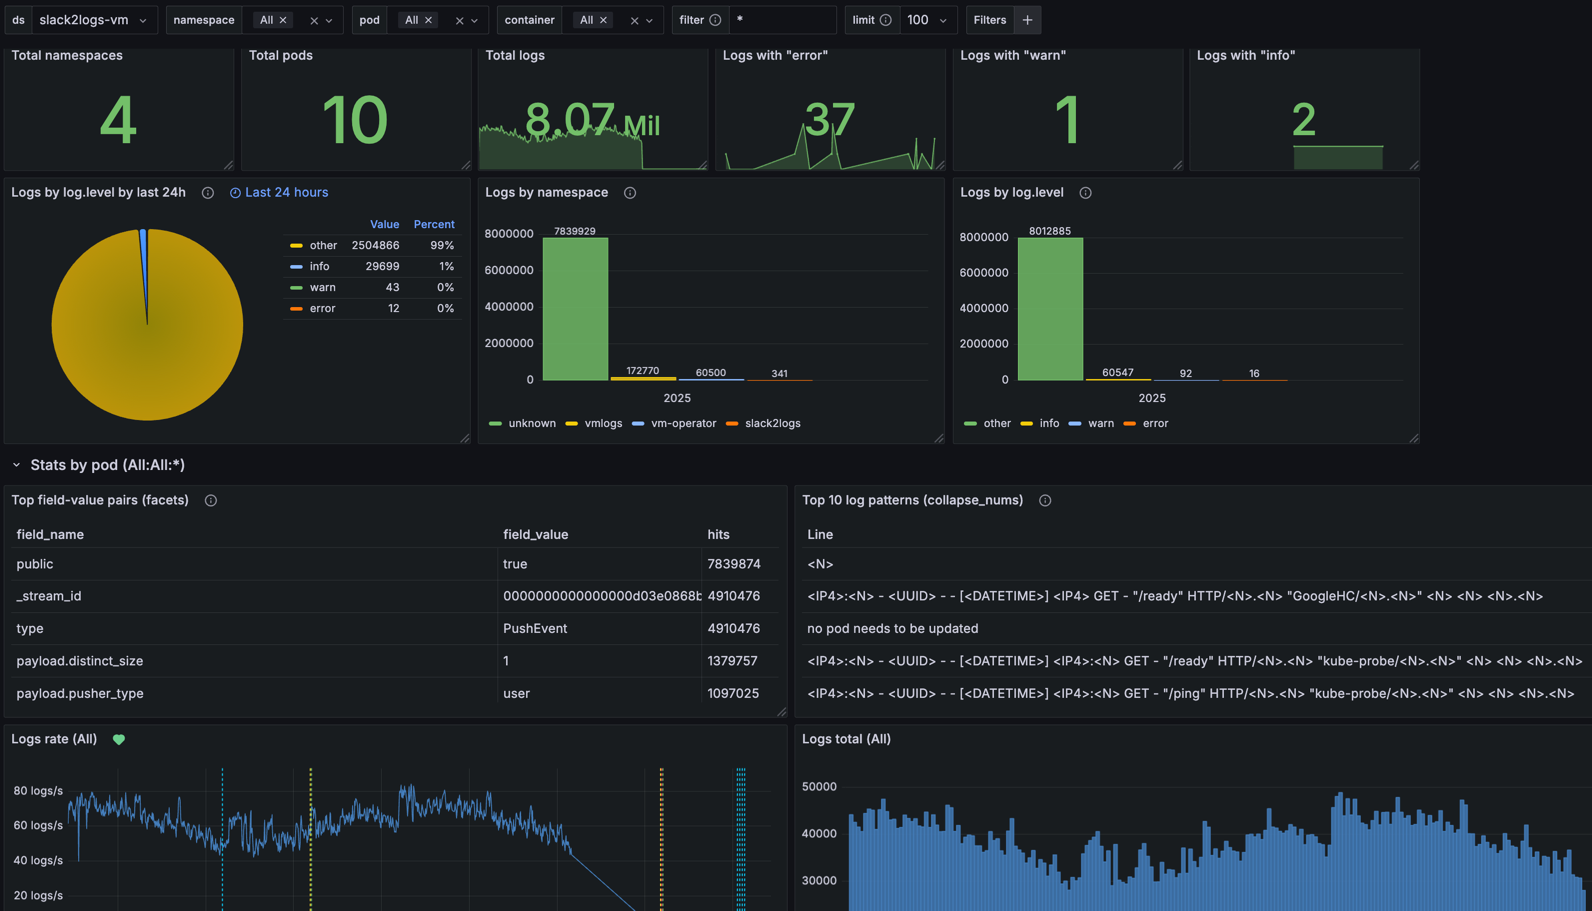 ds slack2logs-vm namespace All × × pod All × × container All × × filter * limit 100 Filters +
Total namespaces
4
Total pods
10
Total logs
8.07 Mil
Logs with "error"
37
Logs with "warn"
1
Logs with "info"
2
Logs by log.level by last 24h Last 24 hours
Value Percent
other 2504866 99%
info 29699 1%
warn 43 0%
error 12 0%
Logs by namespace
8000000
6000000
4000000
2000000
0
7839929
172770
60500
341
2025
unknown vmlogs vm-operator slack2logs
Logs by log.level
8000000
6000000
4000000
2000000
0
8012885
60547
92
16
2025
other info warn error
Stats by pod (All:All:*)
Top field-value pairs (facets)
field_name field_value hits
public true 7839874
_stream_id 0000000000000000d03e0868b 4910476
type PushEvent 4910476
payload.distinct_size 1 1379757
payload.pusher_type user 1097025
Top 10 log patterns (collapse_nums)
Line
<N>
<IP4>:<N> - <UUID> - - [<DATETIME>] <IP4> GET - "/ready" HTTP/<N>.<N> "GoogleHC/<N>.<N>" <N> <N> <N>.<N>
no pod needs to be updated
<IP4>:<N> - <UUID> - - [<DATETIME>] <IP4>:<N> GET - "/ready" HTTP/<N>.<N> "kube-probe/<N>.<N>" <N> <N> <N>.<N>
<IP4>:<N> - <UUID> - - [<DATETIME>] <IP4>:<N> GET - "/ping" HTTP/<N>.<N> "kube-probe/<N>.<N>" <N> <N> <N>.<N>
Logs rate (All)
80 logs/s
60 logs/s
40 logs/s
20 logs/s
Logs total (All)
50000
40000
30000